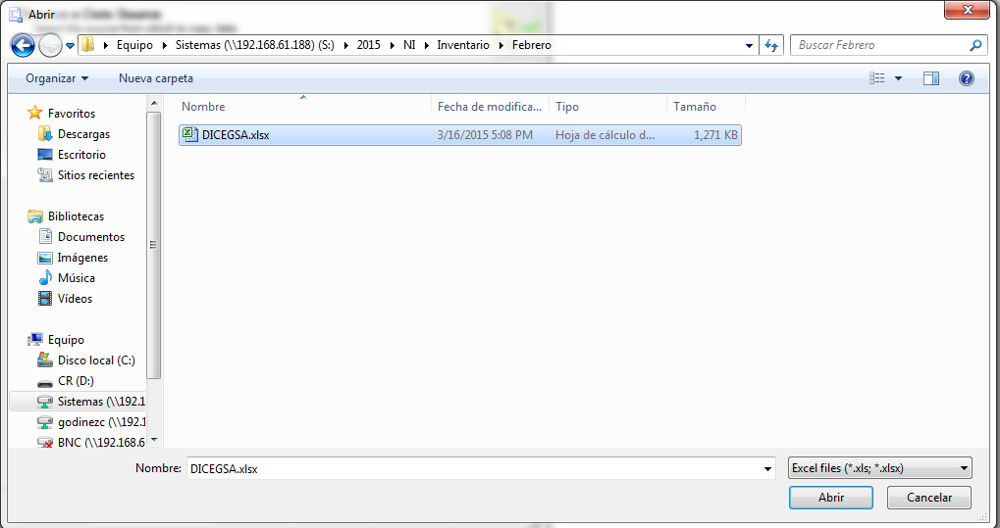 Abrir
Equipo Sistemas (\\192.168.61.188) (S:) 2015 NI Inventario Febrero
Buscar Febrero
Organizar Nueva carpeta
Nombre Fecha de modifica... Tipo Tamaño
DICEGSA.xlsx 3/16/2015 5:08 PM Hoja de cálculo d... 1,271 KB
Favoritos
Descargas
Escritorio
Sitios recientes
Bibliotecas
Documentos
Imágenes
Música
Vídeos
Equipo
Disco local (C:)
CR (D:)
Sistemas (\\192.1
godinezc (\\192.1
BNC (\\192.168.6
Nombre: DICEGSA.xlsx
Excel files (*.xls; *.xlsx)
Abrir Cancelar